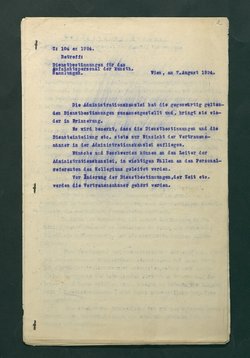 Z: 104 ex 1924.
Betreff:
Dienstbestimmungen für das
Aufsichtspersonal der Kunsth.
Sammlungen.
Wien, am 7. August 1924.
Die Administrationskanzlei hat die gegenwärtig gelten-
den Dienstbestimmungen zusammengestellt und, bringt sie wie-
der in Erinnerung.
Es wird bemerkt, dass die Dienstbestimmungen und die
Diensteinteilung etc. stets zur Einsicht der Vertrauens-
männer in der Administrationskanzlei aufliegen.
Wünsche und Beschwerden können an den Leiter der
Administrationskanzlei, in wichtigen Fällen an den Personal-
referenten des Kollegiums geleitet werden.
Vor Änderung der Dienstbestimmungen, der Zeit etc.
werden die Vertrauensmänner gehört werden.